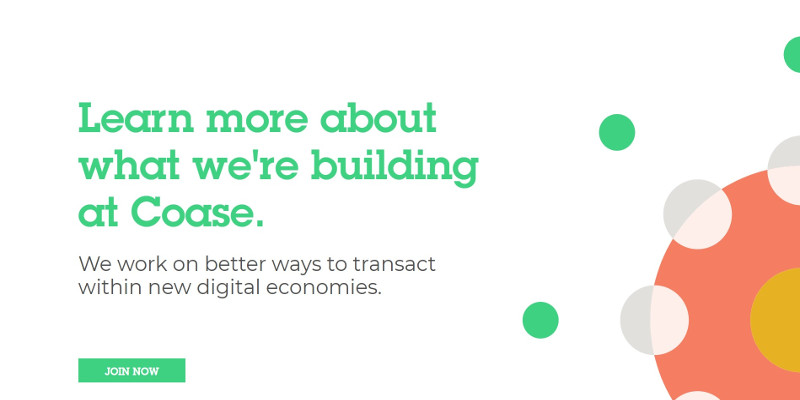 Learn more about
what we're building
at Coase.
We work on better ways to transact
within new digital economies.
JOIN NOW